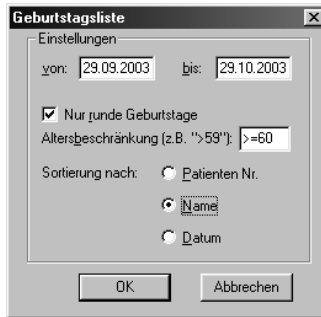 Geburtstagsliste
Einstellungen
von: 29.09.2003 bis: 29.10.2003
Nur runde Geburtstage
Altersbeschränkung (z.B. ">59"): >=60
Sortierung nach: Patienten Nr.
Name
Datum
OK Abbrechen